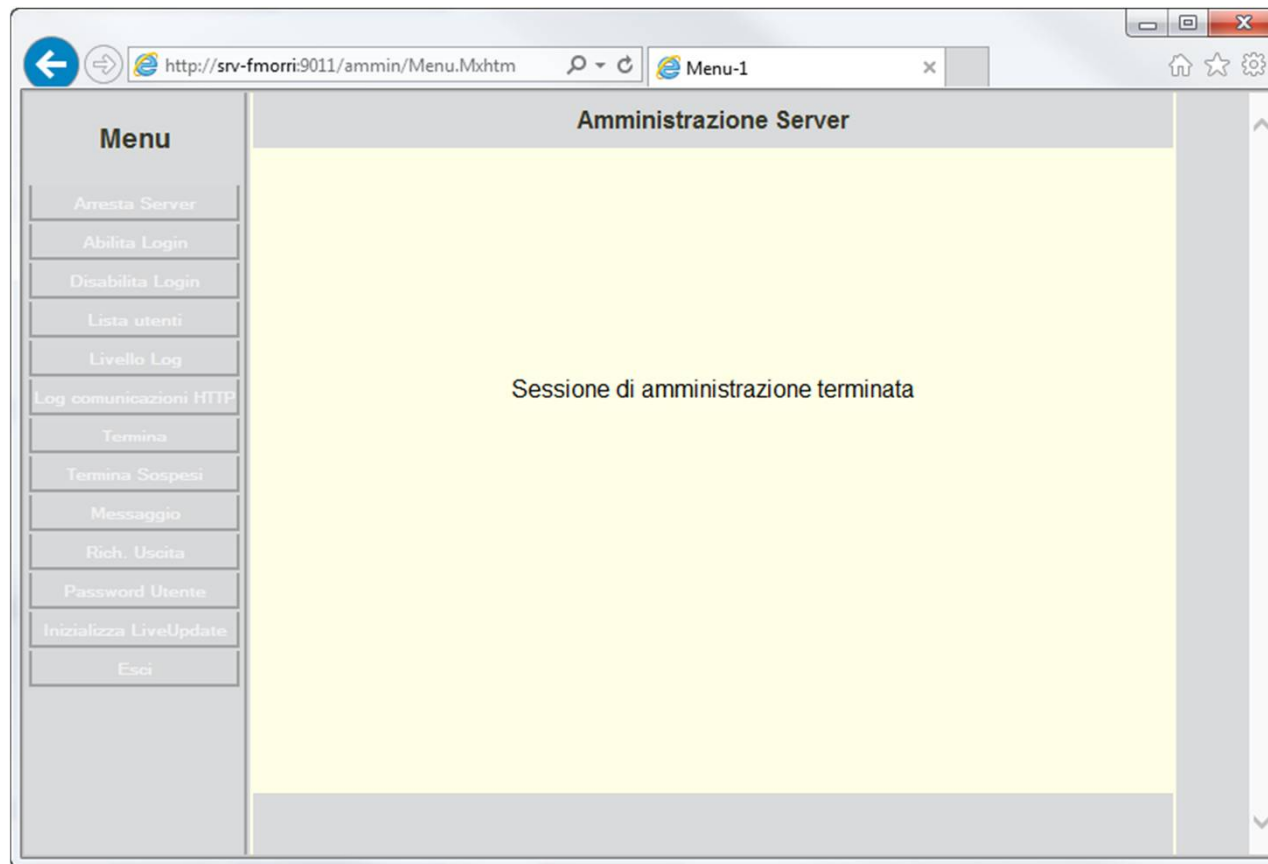 http://srv-fmorri:9011/ammin/Menu.Mxhtm
Menu-1
Menu
Amministrazione Server
Arresta Server
Abilita Login
Disabilita Login
Lista utenti
Livello Log
Log comunicazioni HTTP
Termina
Termina Sospesi
Messaggio
Rich. Uscita
Password Utente
Inizializza LiveUpdate
Esci
Sessione di amministrazione terminata